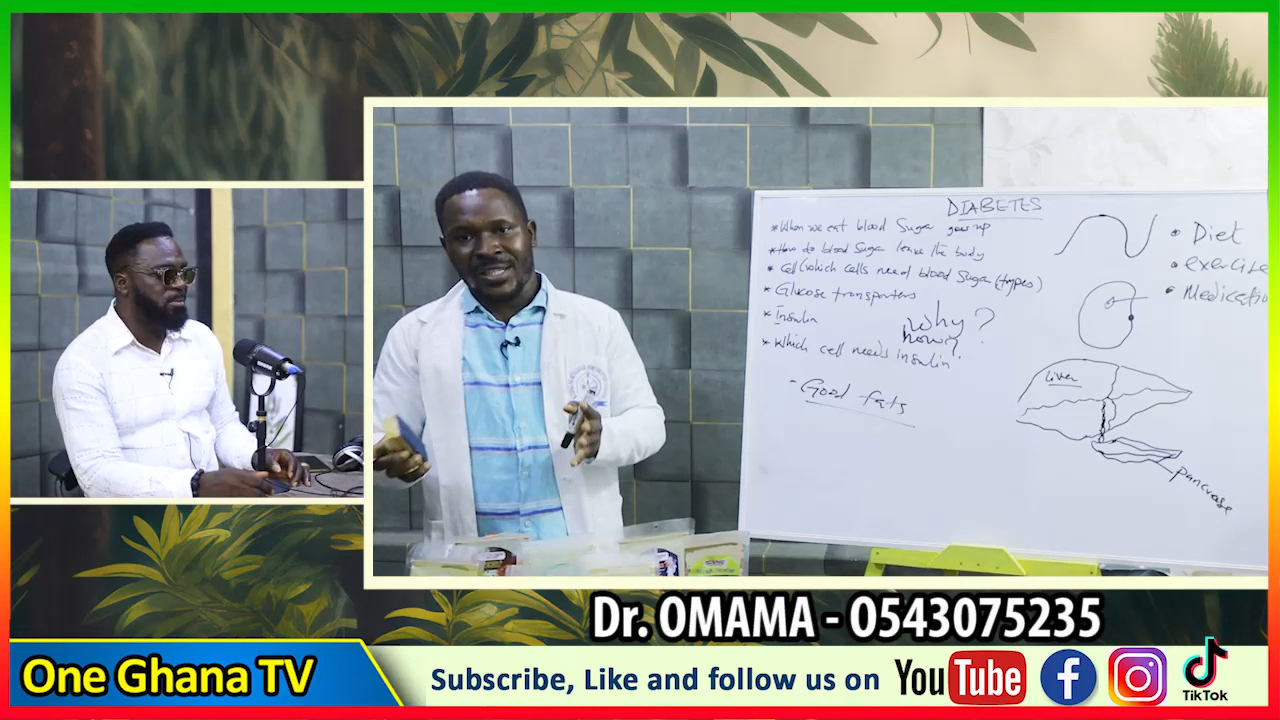 DIABETES
* When we eat blood Sugar goes up
* How do blood Sugar leave the body
* Cell (which cells need blood Sugar (types)
* Glucose transporters
* Insulin
* Which cell needs Insulin
Why?
how?
- Good fats
• Diet
• exercise
• Medicatio
liver
pancrase
Dr. OMAMA - 0543075235
One Ghana TV
Subscribe, Like and follow us on YouTube
TikTok